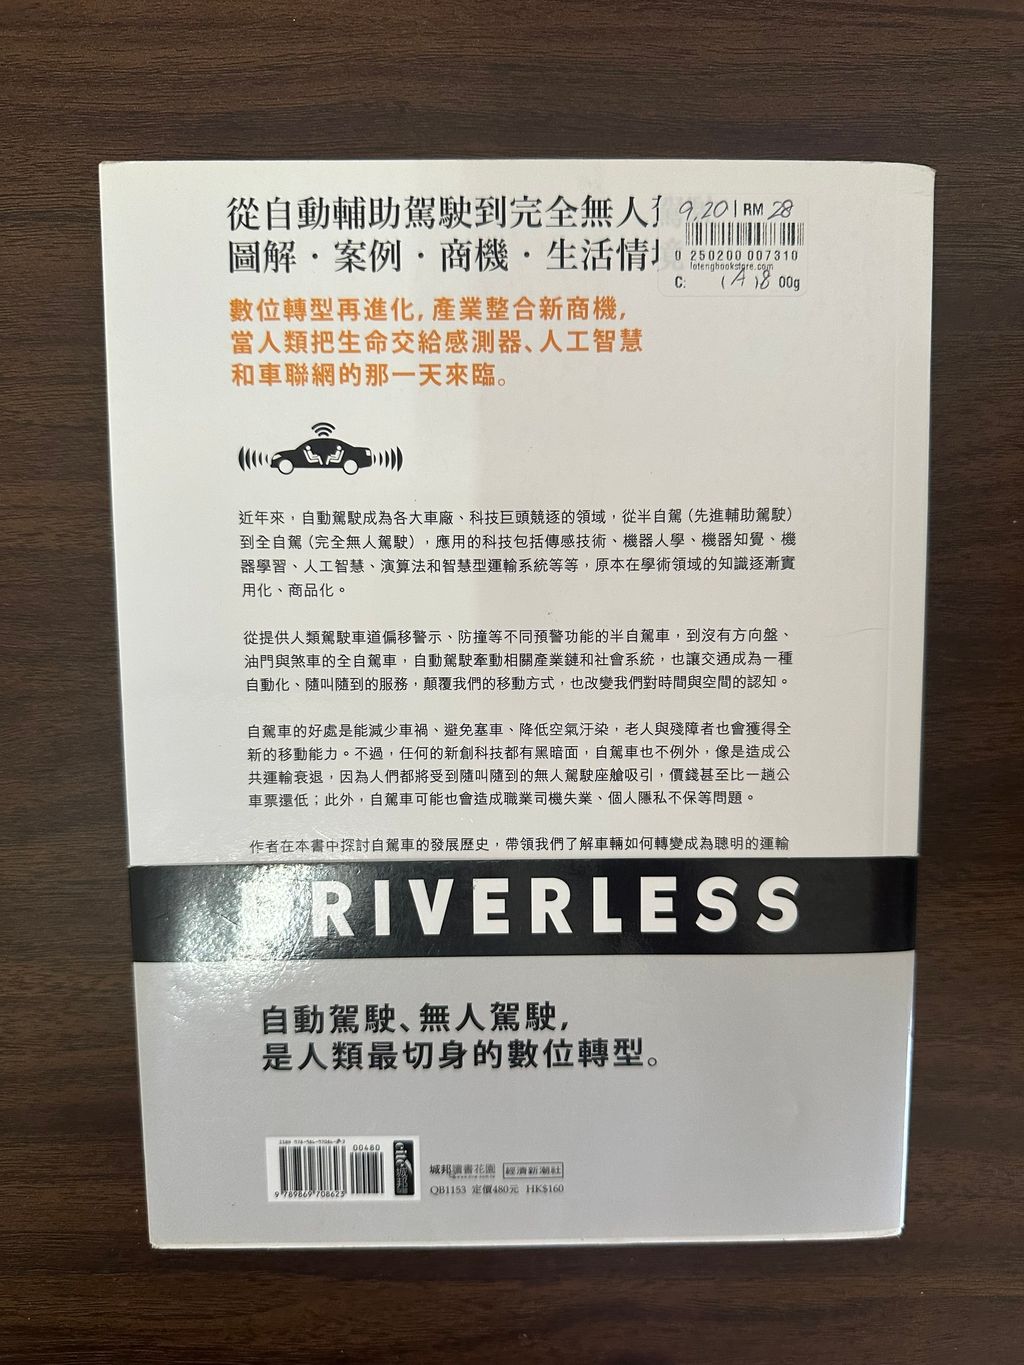 從自動輔助駕駛到完全無人
圖解．案例．商機．生活情
9.20 | RM 28
0 250200 007310
lotengbookstore.com
C: (A)8 00g
數位轉型再進化，產業整合新商機，
當人類把生命交給感測器、人工智慧
和車聯網的那一天來臨。
近年來，自動駕駛成為各大車廠、科技巨頭競逐的領域，從半自駕（先進輔助駕駛）
到全自駕（完全無人駕駛），應用的科技包括傳感技術、機器人學、機器知覺、機
器學習、人工智慧、演算法和智慧型運輸系統等等，原本在學術領域的知識逐漸實
用化、商品化。
從提供人類駕駛車道偏移警示、防撞等不同預警功能的半自駕車，到沒有方向盤、
油門與煞車的全自駕車，自動駕駛牽動相關產業鏈和社會系統，也讓交通成為一種
自動化、隨叫隨到的服務，顛覆我們的移動方式，也改變我們對時間與空間的認知。
自駕車的好處是能減少車禍、避免塞車、降低空氣汙染，老人與殘障者也會獲得全
新的移動能力。不過，任何的新創科技都有黑暗面，自駕車也不例外，像是造成公
共運輸衰退，因為人們都將受到隨叫隨到的無人駕駛座艙吸引，價錢甚至比一趟公
車票還低；此外，自駕車可能也會造成職業司機失業、個人隱私不保等問題。
作者在本書中探討自駕車的發展歷史，帶領我們了解車輛如何轉變成為聰明的運輸
DRIVERLESS
自動駕駛、無人駕駛，
是人類最切身的數位轉型。
00480
9 789869 708623
cité 城邦
城邦讀書花園 經濟新潮社
QB1153 定價480元 HK$160